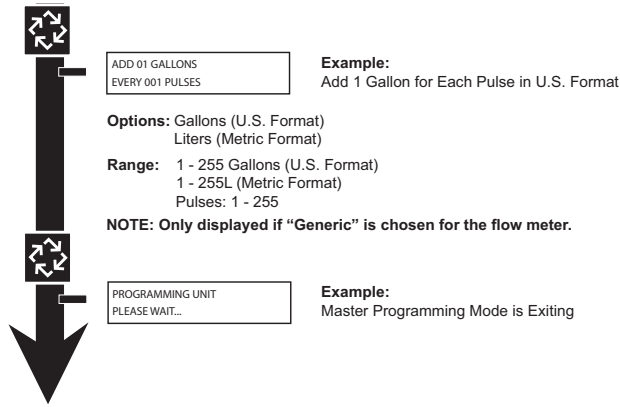 ADD 01 GALLONS
EVERY 001 PULSES
Example:
Add 1 Gallon for Each Pulse in U.S. Format
Options: Gallons (U.S. Format)
Liters (Metric Format)
Range: 1 - 255 Gallons (U.S. Format)
1 - 255L (Metric Format)
Pulses: 1 - 255
NOTE: Only displayed if “Generic” is chosen for the flow meter.
PROGRAMMING UNIT
PLEASE WAIT...
Example:
Master Programming Mode is Exiting